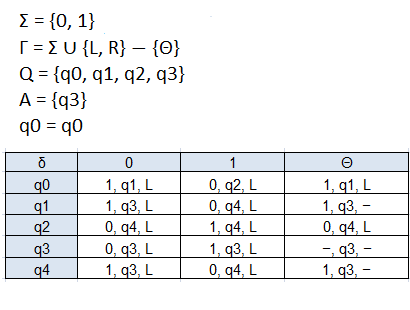 Σ = {0, 1}
Γ = Σ ∪ {L, R} − {Θ}
Q = {q0, q1, q2, q3}
A = {q3}
q0 = q0
δ 0 1 Θ
q0 1, q1, L 0, q2, L 1, q1, L
q1 1, q3, L 0, q4, L 1, q3, −
q2 0, q4, L 1, q4, L 0, q4, L
q3 0, q3, L 1, q3, L −, q3, −
q4 1, q3, L 0, q4, L 1, q3, −